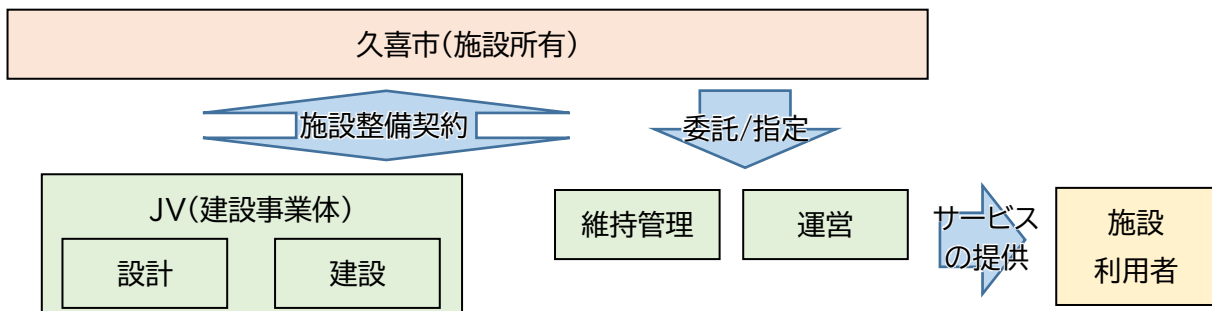 久喜市(施設所有)
施設整備契約
委託/指定
JV(建設事業体)
設計
建設
維持管理
運営
サービス
の提供
施設
利用者